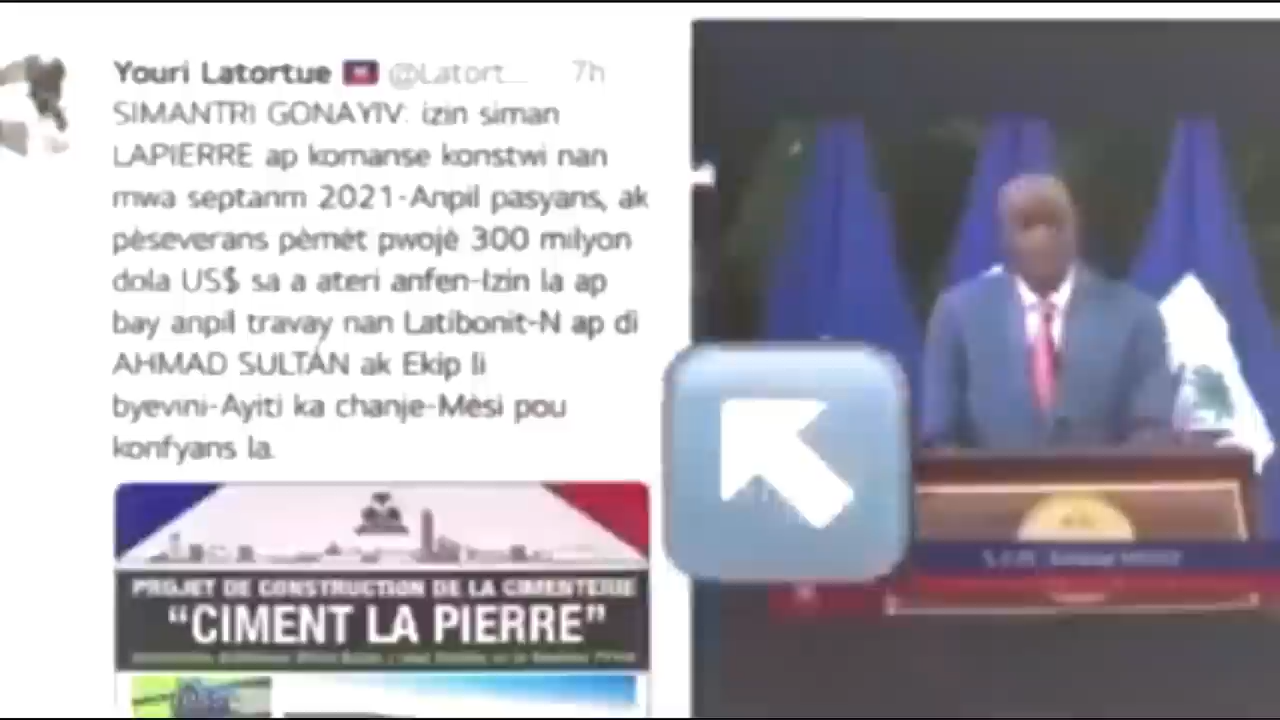 Youri Latortue @Latort... 7h
SIMANTRI GONAYIV: izin siman
LAPIERRE ap komanse konstwi nan
mwa septanm 2021-Anpil pasyans, ak
pèseverans pèmèt pwojè 300 milyon
dola US$ sa a ateri anfen-Izin la ap
bay anpil travay nan Latibonit-N ap di
AHMAD SULTAN ak Ekip li
byevini-Ayiti ka chanje-Mèsi pou
konfyans la.
PROJET DE CONSTRUCTION DE LA CIMENTERIE
“CIMENT LA PIERRE”